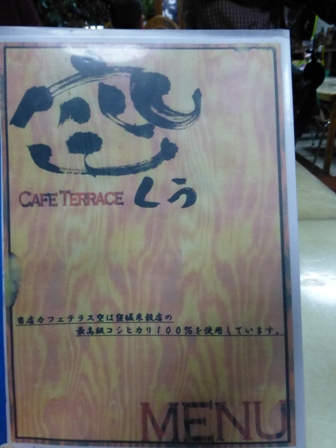 空
CAFE TERRACE くう
当店カフェテラス空は窪城米穀店の
最高級コシヒカリ100%を使用しています。
MENU